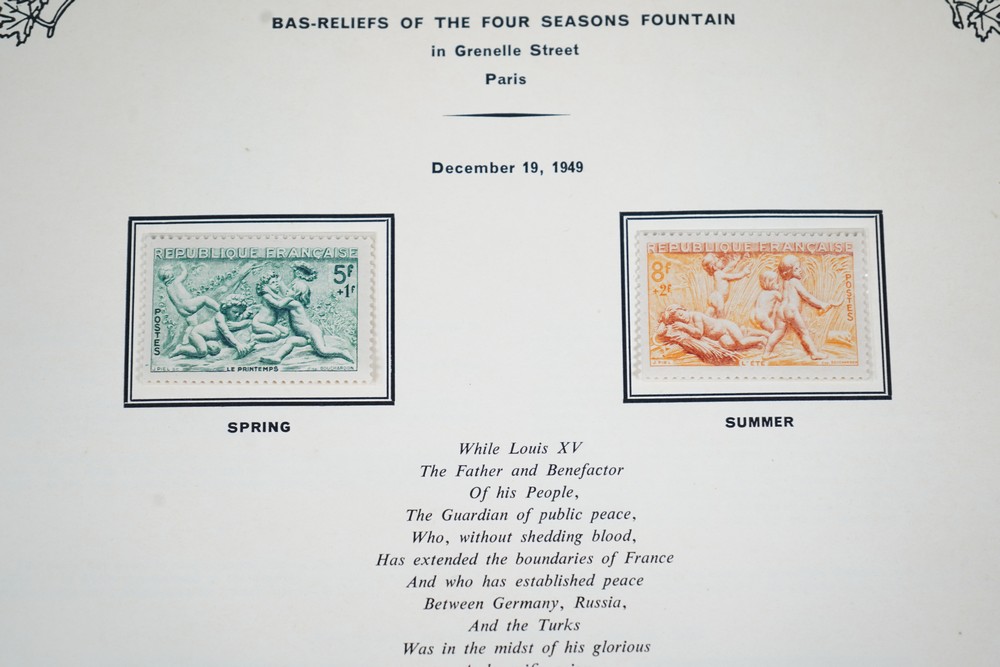 BAS-RELIEFS OF THE FOUR SEASONS FOUNTAIN
in Grenelle Street
Paris
December 19, 1949
REPUBLIQUE FRANÇAISE
5F
+1F
POSTES
LE PRINTEMPS
BOUCHARDON
REPUBLIQUE FRANÇAISE
8F
+2F
POSTES
L'ÉTÉ
SPRING
SUMMER
While Louis XV
The Father and Benefactor
Of his People,
The Guardian of public peace,
Who, without shedding blood,
Has extended the boundaries of France
And who has established peace
Between Germany, Russia,
And the Turks
Was in the midst of his glorious